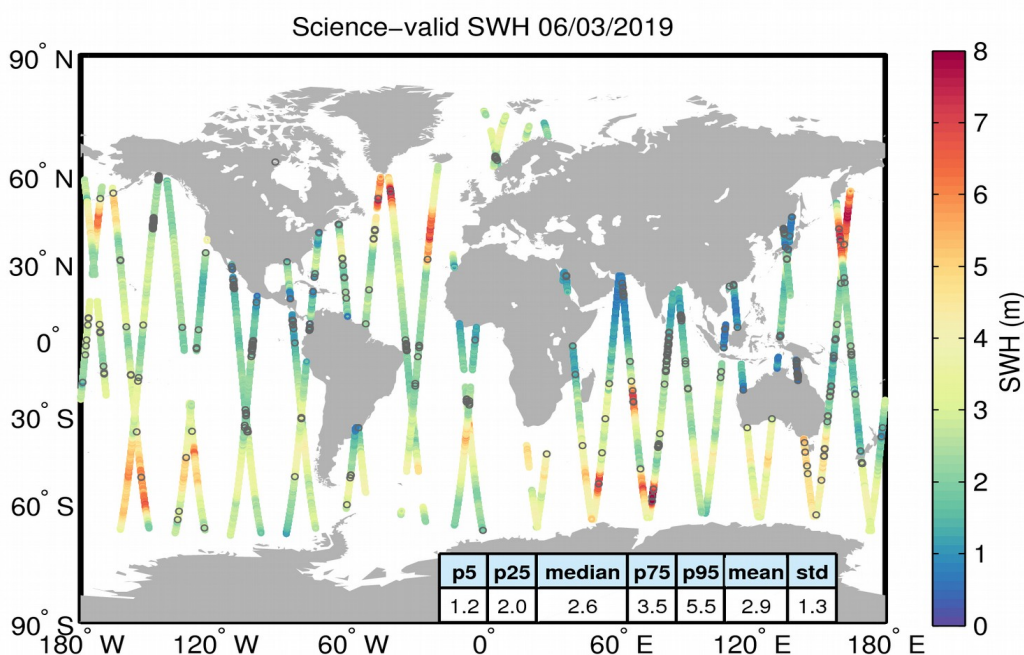 Science−valid SWH 06/03/2019
90° N
60° N
30° N
0°
30° S
60° S
90° S
180° W
120° W
60° W
0°
60° E
120° E
180° E
p5 p25 median p75 p95 mean std
1.2 2.0 2.6 3.5 5.5 2.9 1.3
8
7
6
5
4
3
2
1
0
SWH (m)